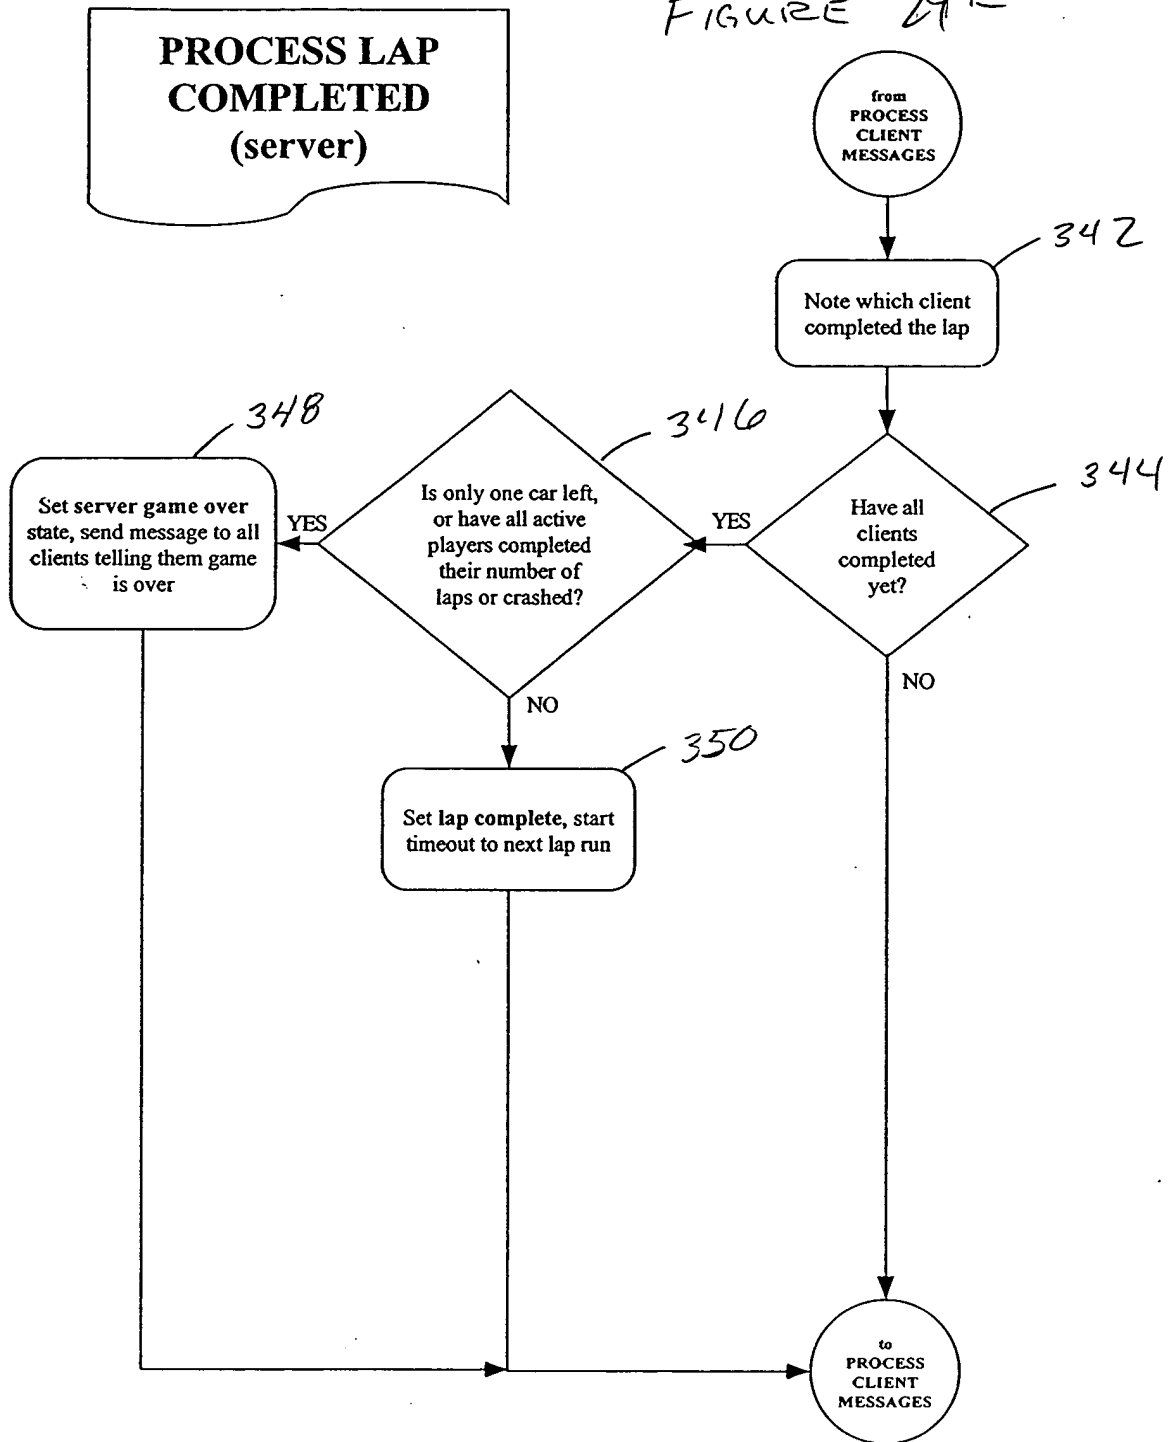 FIGURE
PROCESS LAP
COMPLETED
(server)
from
PROCESS
CLIENT
MESSAGES
342
Note which client
completed the lap
348
346
344
Set server game over
state, send message to all
clients telling them game
is over
YES
Is only one car left,
or have all active
players completed
their number of
laps or crashed?
YES
Have all
clients
completed
yet?
NO
NO
350
Set lap complete, start
timeout to next lap run
to
PROCESS
CLIENT
MESSAGES